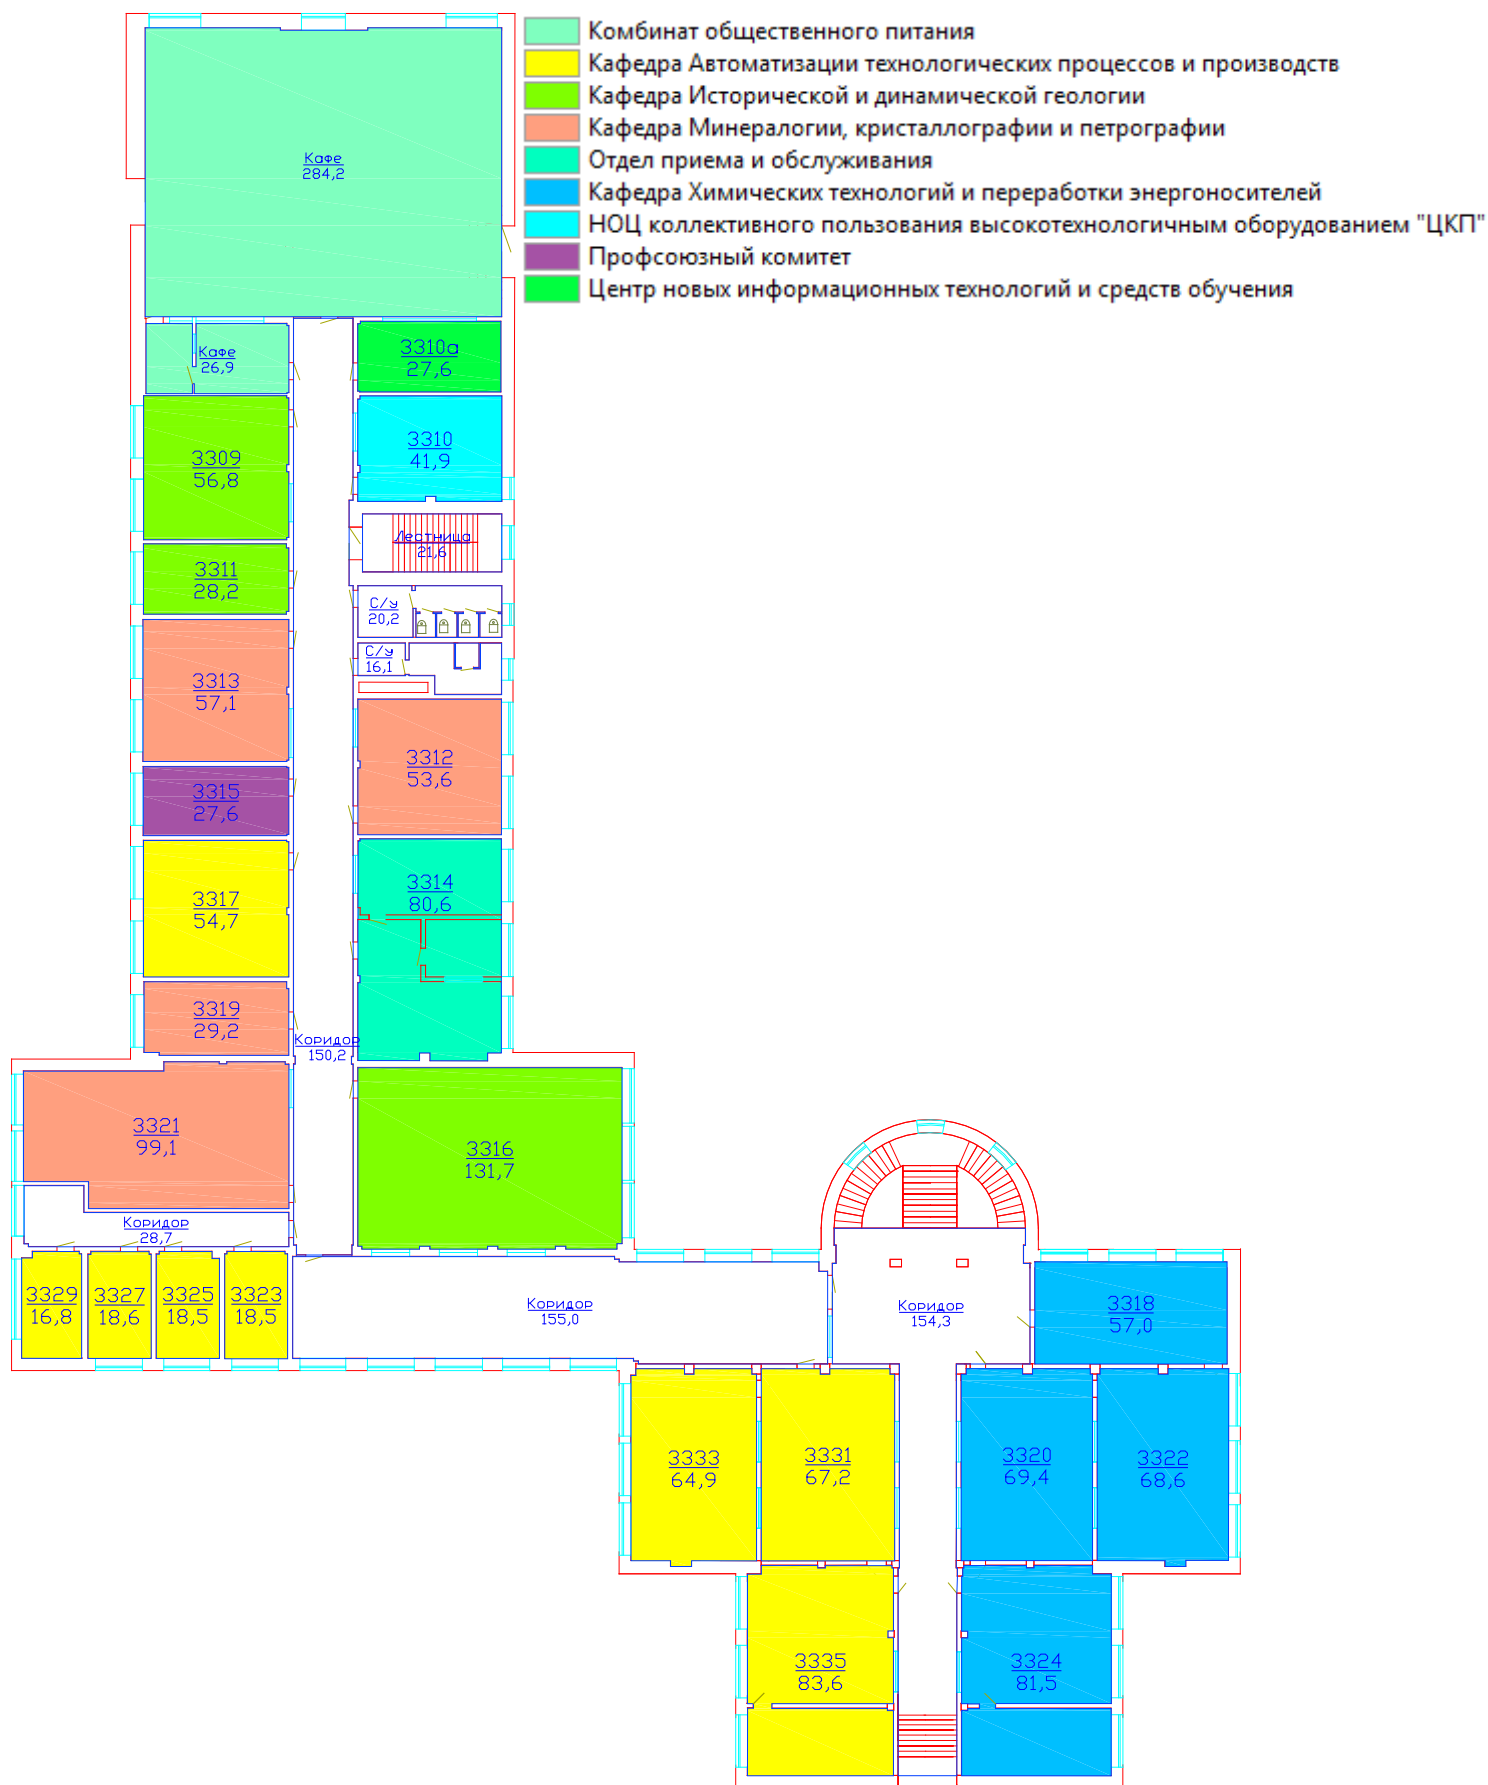 Комбинат общественного питания
Кафедра Автоматизации технологических процессов и производств
Кафедра Исторической и динамической геологии
Кафедра Минералогии, кристаллографии и петрографии
Отдел приема и обслуживания
Кафедра Химических технологий и переработки энергоносителей
НОЦ коллективного пользования высокотехнологичным оборудованием "ЦКП"
Профсоюзный комитет
Центр новых информационных технологий и средств обучения
Кафе
284,2
Кафе
26,9
3310а
27,6
3309
56,8
3310
41,9
Лестница
21,6
3311
28,2
С/у
20,2
С/у
16,1
3313
57,1
3312
53,6
3315
27,6
3317
54,7
3314
80,6
3319
29,2
Коридор
150,2
3321
99,1
3316
131,7
Коридор
28,7
3329
16,8
3327
18,6
3325
18,5
3323
18,5
Коридор
155,0
Коридор
154,3
3318
57,0
3333
64,9
3331
67,2
3320
69,4
3322
68,6
3335
83,6
3324
81,5